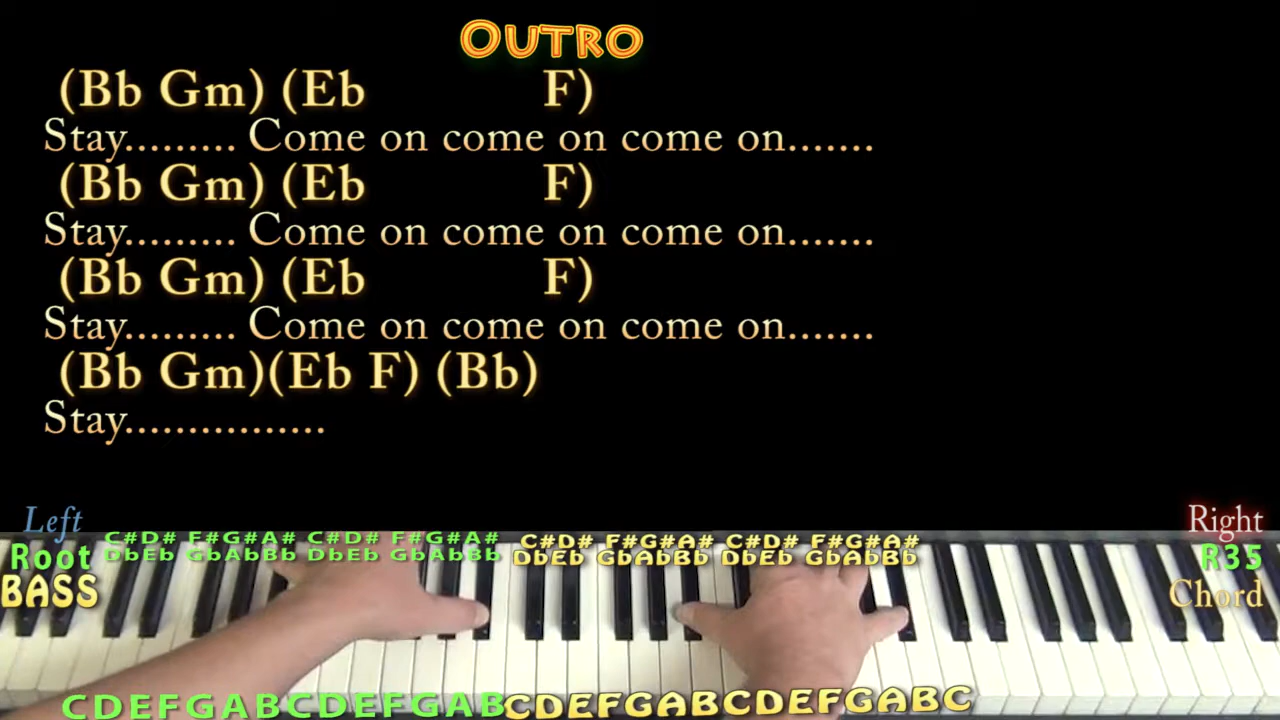 OUTRO
(Bb Gm) (Eb F)
Stay......... Come on come on come on.......
(Bb Gm) (Eb F)
Stay......... Come on come on come on.......
(Bb Gm) (Eb F)
Stay......... Come on come on come on.......
(Bb Gm)(Eb F) (Bb)
Stay................
Left
Root
BASS
C#D# F#G#A# C#D# F#G#A# C#D# F#G#A# C#D# F#G#A#
DbEb GbAbBb DbEb GbAbBb DbEb GbAbBb DbEb GbAbBb
Right
R35
Chord
CDEFGABCDEFGABCDEFGABCDEFGABC